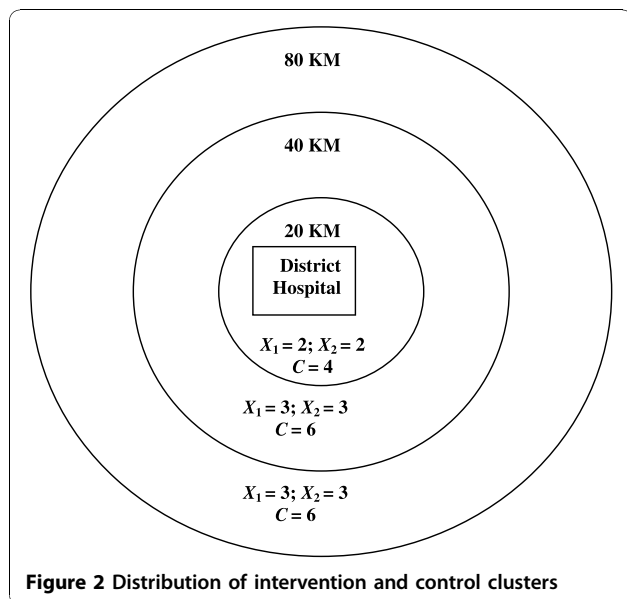 80 KM
40 KM
20 KM
District
Hospital
X₁ = 2; X₂ = 2
C = 4
X₁ = 3; X₂ = 3
C = 6
X₁ = 3; X₂ = 3
C = 6
Figure 2 Distribution of intervention and control clusters